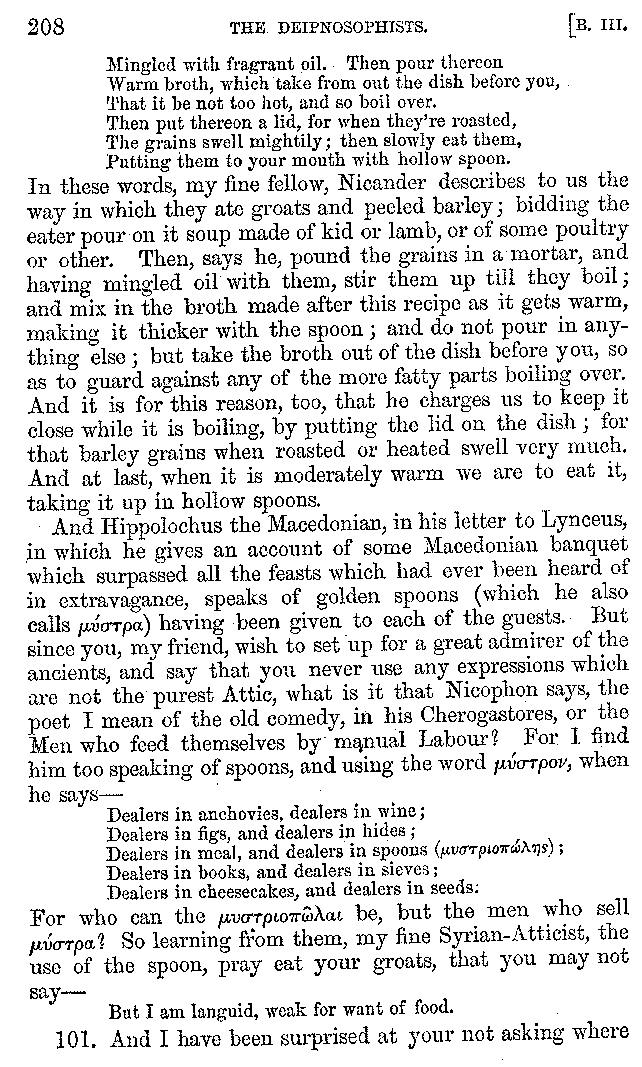 208 THE DEIPNOSOPHISTS. [B. III.
Mingled with fragrant oil. Then pour thereon
Warm broth, which take from out the dish before you,
That it be not too hot, and so boil over.
Then put thereon a lid, for when they're roasted,
The grains swell mightily; then slowly eat them,
Putting them to your mouth with hollow spoon.
In these words, my fine fellow, Nicander describes to us the
way in which they ate groats and peeled barley; bidding the
eater pour on it soup made of kid or lamb, or of some poultry
or other. Then, says he, pound the grains in a mortar, and
having mingled oil with them, stir them up till they boil;
and mix in the broth made after this recipe as it gets warm,
making it thicker with the spoon; and do not pour in any-
thing else; but take the broth out of the dish before you, so
as to guard against any of the more fatty parts boiling over.
And it is for this reason, too, that he charges us to keep it
close while it is boiling, by putting the lid on the dish; for
that barley grains when roasted or heated swell very much.
And at last, when it is moderately warm we are to eat it,
taking it up in hollow spoons.
And Hippolochus the Macedonian, in his letter to Lynceus,
in which he gives an account of some Macedonian banquet
which surpassed all the feasts which had ever been heard of
in extravagance, speaks of golden spoons (which he also
calls μύστρα) having been given to each of the guests. But
since you, my friend, wish to set up for a great admirer of the
ancients, and say that you never use any expressions which
are not the purest Attic, what is it that Nicophon says, the
poet I mean of the old comedy, in his Cherogastores, or the
Men who feed themselves by manual Labour? For I find
him too speaking of spoons, and using the word μύστρον, when
he says—
Dealers in anchovies, dealers in wine;
Dealers in figs, and dealers in hides;
Dealers in meal, and dealers in spoons (μυστριοπώλης);
Dealers in books, and dealers in sieves;
Dealers in cheesecakes, and dealers in seeds:
For who can the μυστριοπῶλαι be, but the men who sell
μύστρα? So learning from them, my fine Syrian-Atticist, the
use of the spoon, pray eat your groats, that you may not
say—
But I am languid, weak for want of food.
101. And I have been surprised at your not asking where